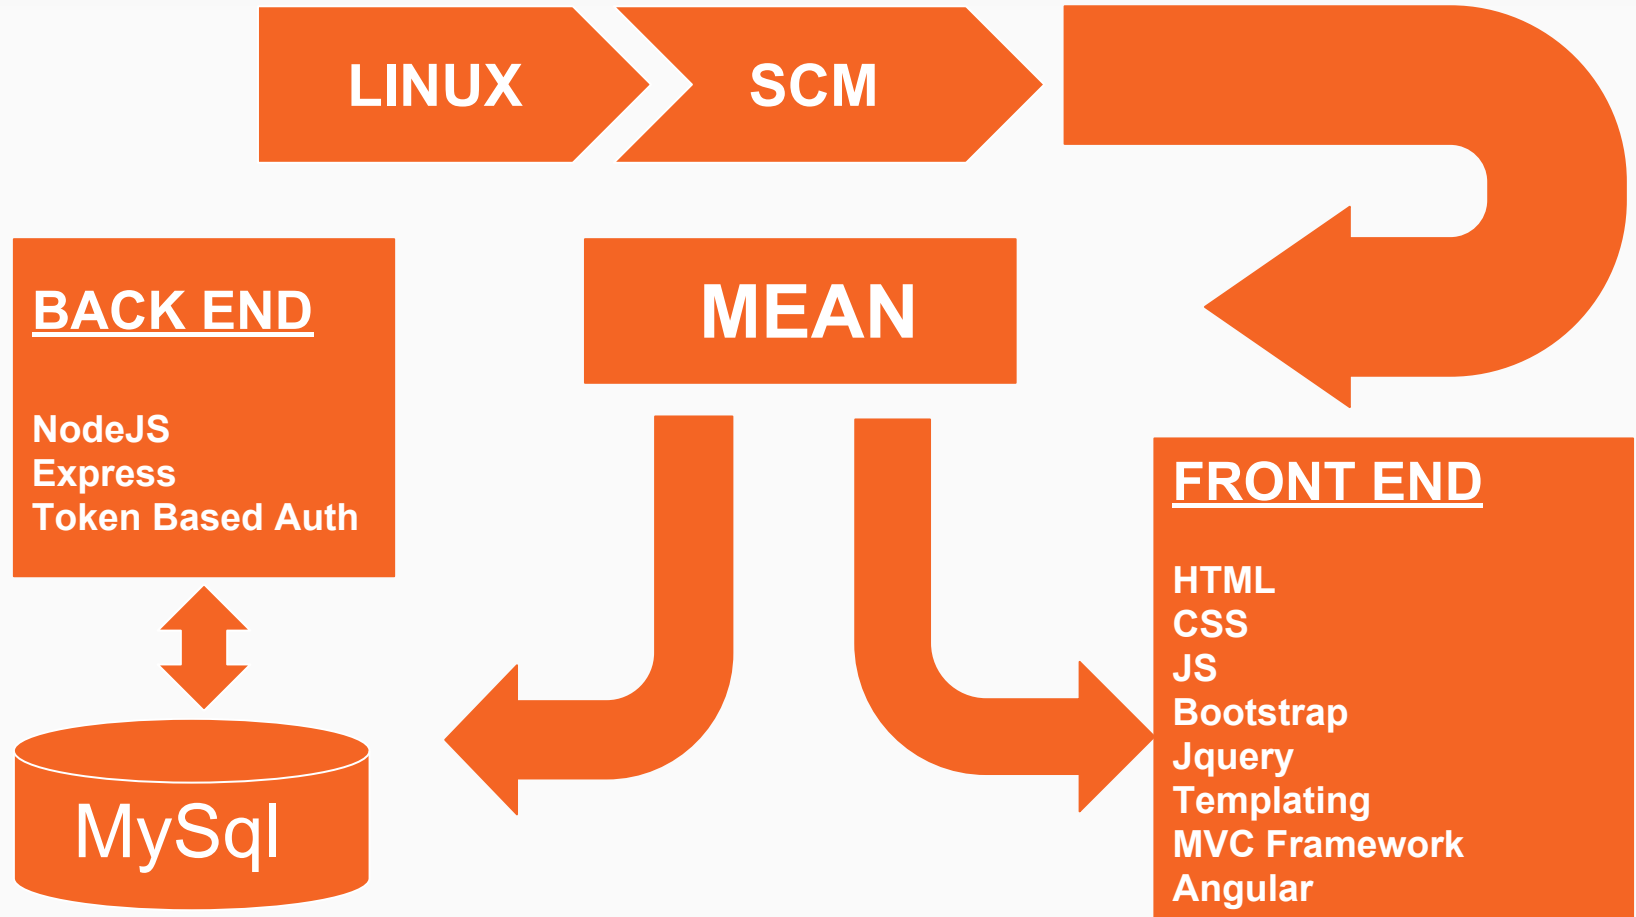 LINUX
SCM
MEAN
BACK END
NodeJS
Express
Token Based Auth
MySql
FRONT END
HTML
CSS
JS
Bootstrap
Jquery
Templating
MVC Framework
Angular